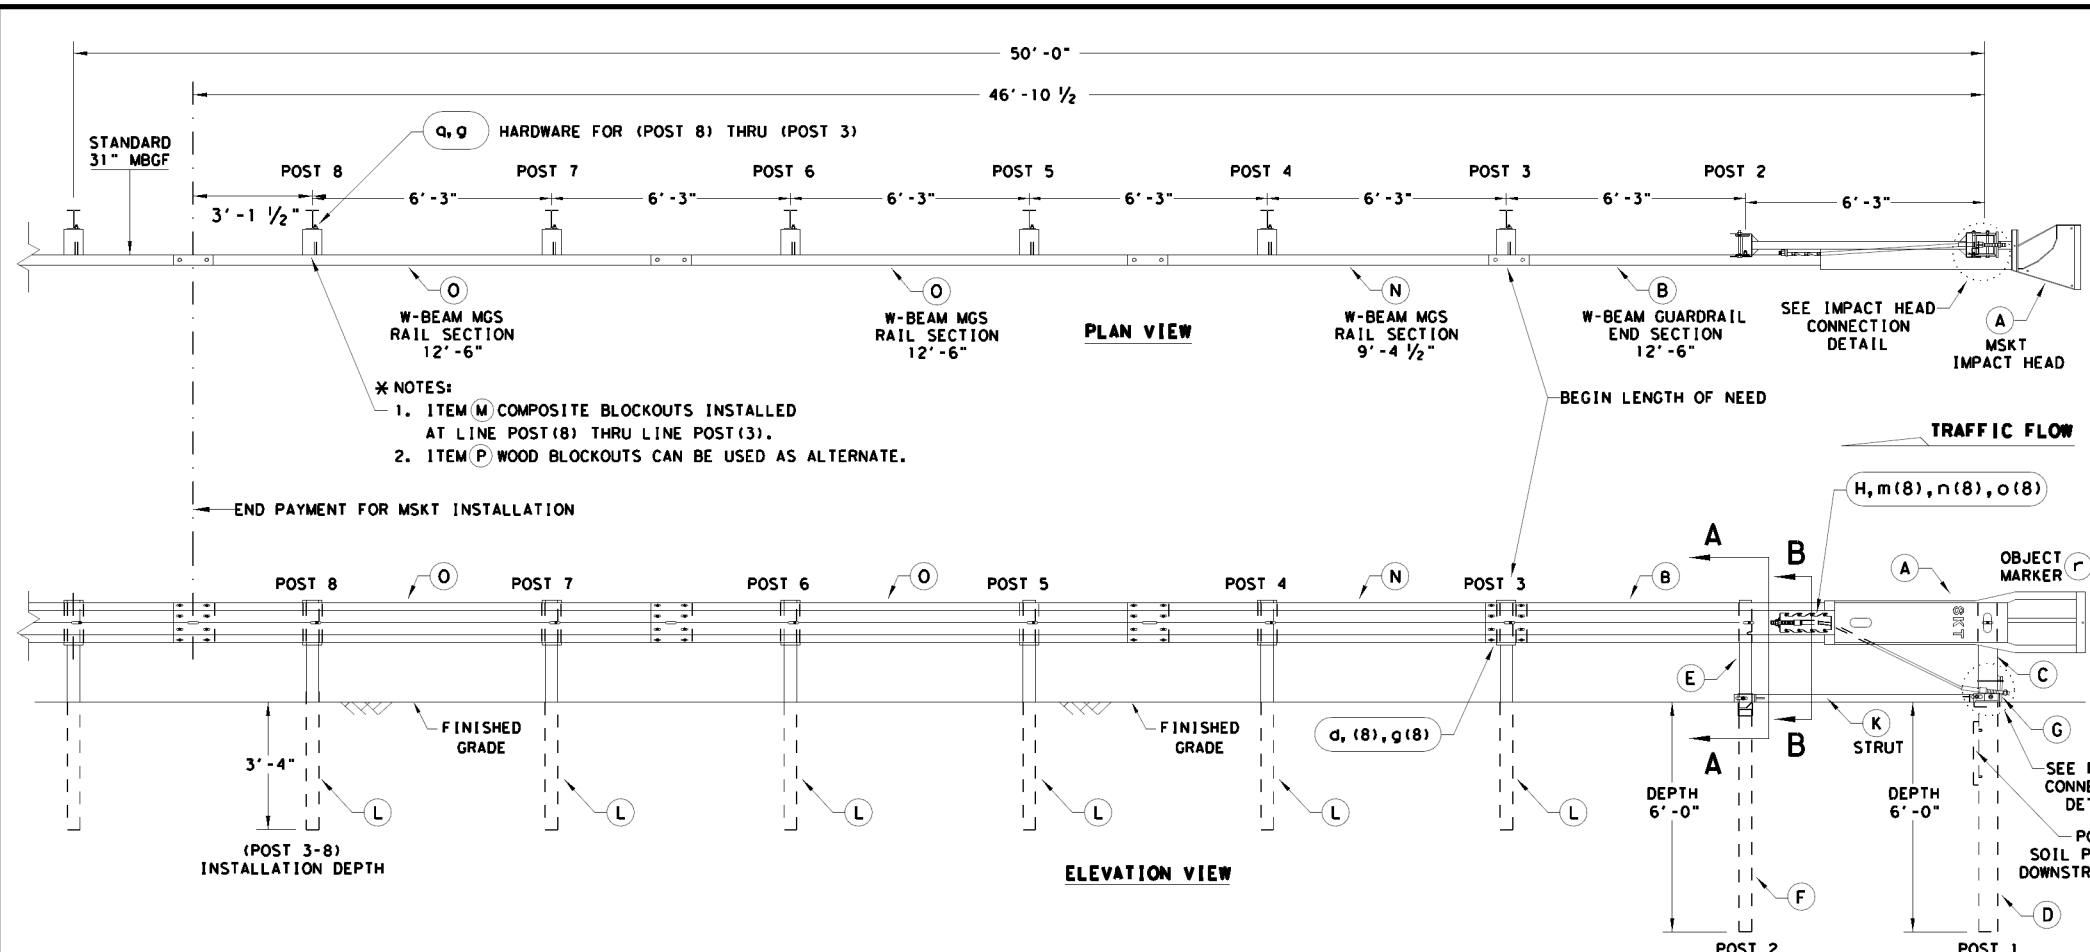 50'-0"
46'-10 1/2
q,g HARDWARE FOR (POST 8) THRU (POST 3)
STANDARD
31" MBGF
POST 8
POST 7
POST 6
POST 5
POST 4
POST 3
POST 2
3'-1 1/2"
6'-3"
6'-3"
6'-3"
6'-3"
6'-3"
6'-3"
6'-3"
O
W-BEAM MGS
RAIL SECTION
12'-6"
O
W-BEAM MGS
RAIL SECTION
12'-6"
PLAN VIEW
N
W-BEAM MGS
RAIL SECTION
9'-4 1/2"
B
W-BEAM GUARDRAIL
END SECTION
12'-6"
SEE IMPACT HEAD
CONNECTION
DETAIL
A
MSKT
IMPACT HEAD
* NOTES:
1. ITEM M COMPOSITE BLOCKOUTS INSTALLED
AT LINE POST(8) THRU LINE POST(3).
2. ITEM P WOOD BLOCKOUTS CAN BE USED AS ALTERNATE.
BEGIN LENGTH OF NEED
TRAFFIC FLOW
H,m(8),n(8),o(8)
END PAYMENT FOR MSKT INSTALLATION
POST 8
O
POST 7
POST 6
O
POST 5
POST 4
N
POST 3
B
A
B
A
OBJECT
MARKER r
SKT
E
C
FINISHED
GRADE
FINISHED
GRADE
d,(8),g(8)
A
B
K
STRUT
G
3'-4"
L
L
L
L
L
L
DEPTH
6'-0"
DEPTH
6'-0"
SEE
CONNE
DET
SOIL P
DOWNSTR
(POST 3-8)
INSTALLATION DEPTH
ELEVATION VIEW
F
D
POST 2
POST 1